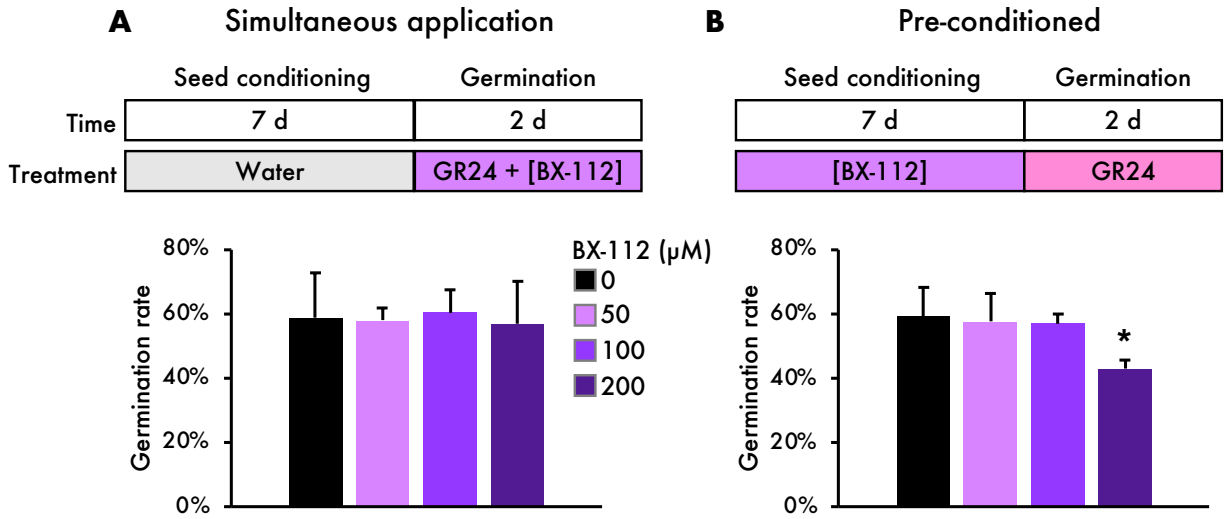 A Simultaneous application
Seed conditioning Germination
Time 7 d 2 d
Treatment Water GR24 + [BX-112]
80%
60%
40%
20%
0%
Germination rate
BX-112 (µM)
0
50
100
200
B Pre-conditioned
Seed conditioning Germination
7 d 2 d
[BX-112] GR24
80%
60%
40%
20%
0%
Germination rate
*